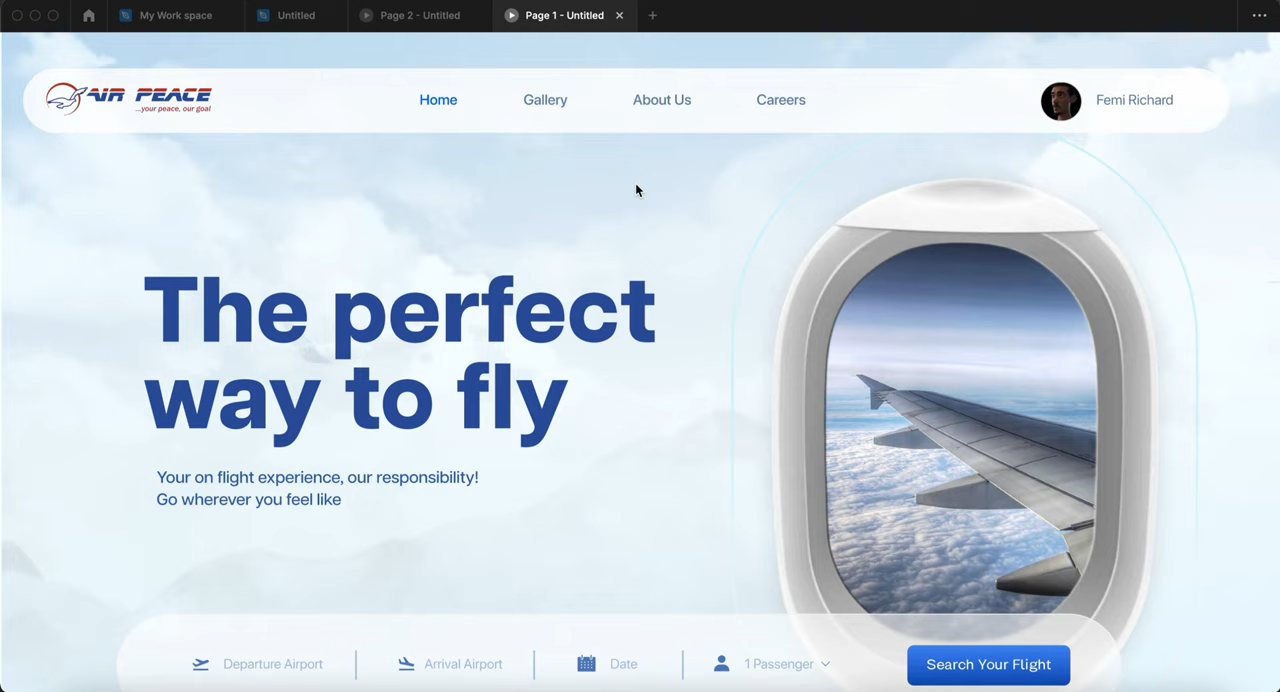 My Work space
Untitled
Page 2 - Untitled
Page 1 - Untitled
AIR PEACE
...your peace, our goal
Home
Gallery
About Us
Careers
Femi Richard
The perfect
way to fly
Your on flight experience, our responsibility!
Go wherever you feel like
Departure Airport
Arrival Airport
Date
1 Passenger
Search Your Flight